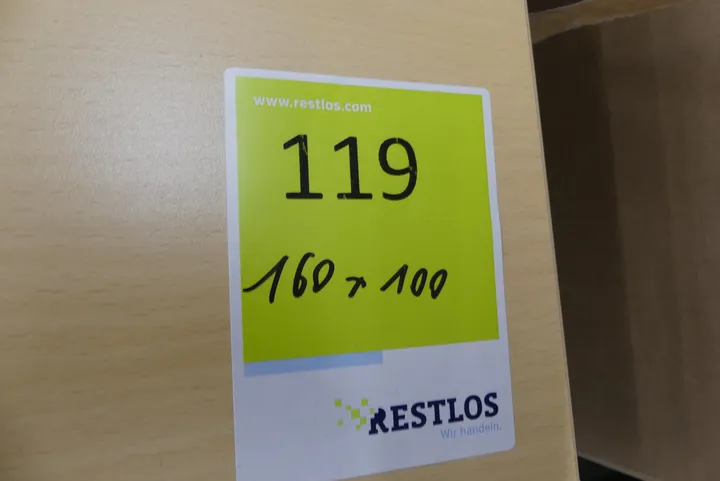 www.restlos.com
119
160 x 100
RESTLOS
Wir handeln.